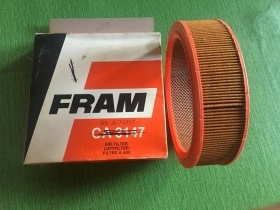 FRAM
CA 3147
AIR FILTER
LUFTFILTER
FILTRE A AIR